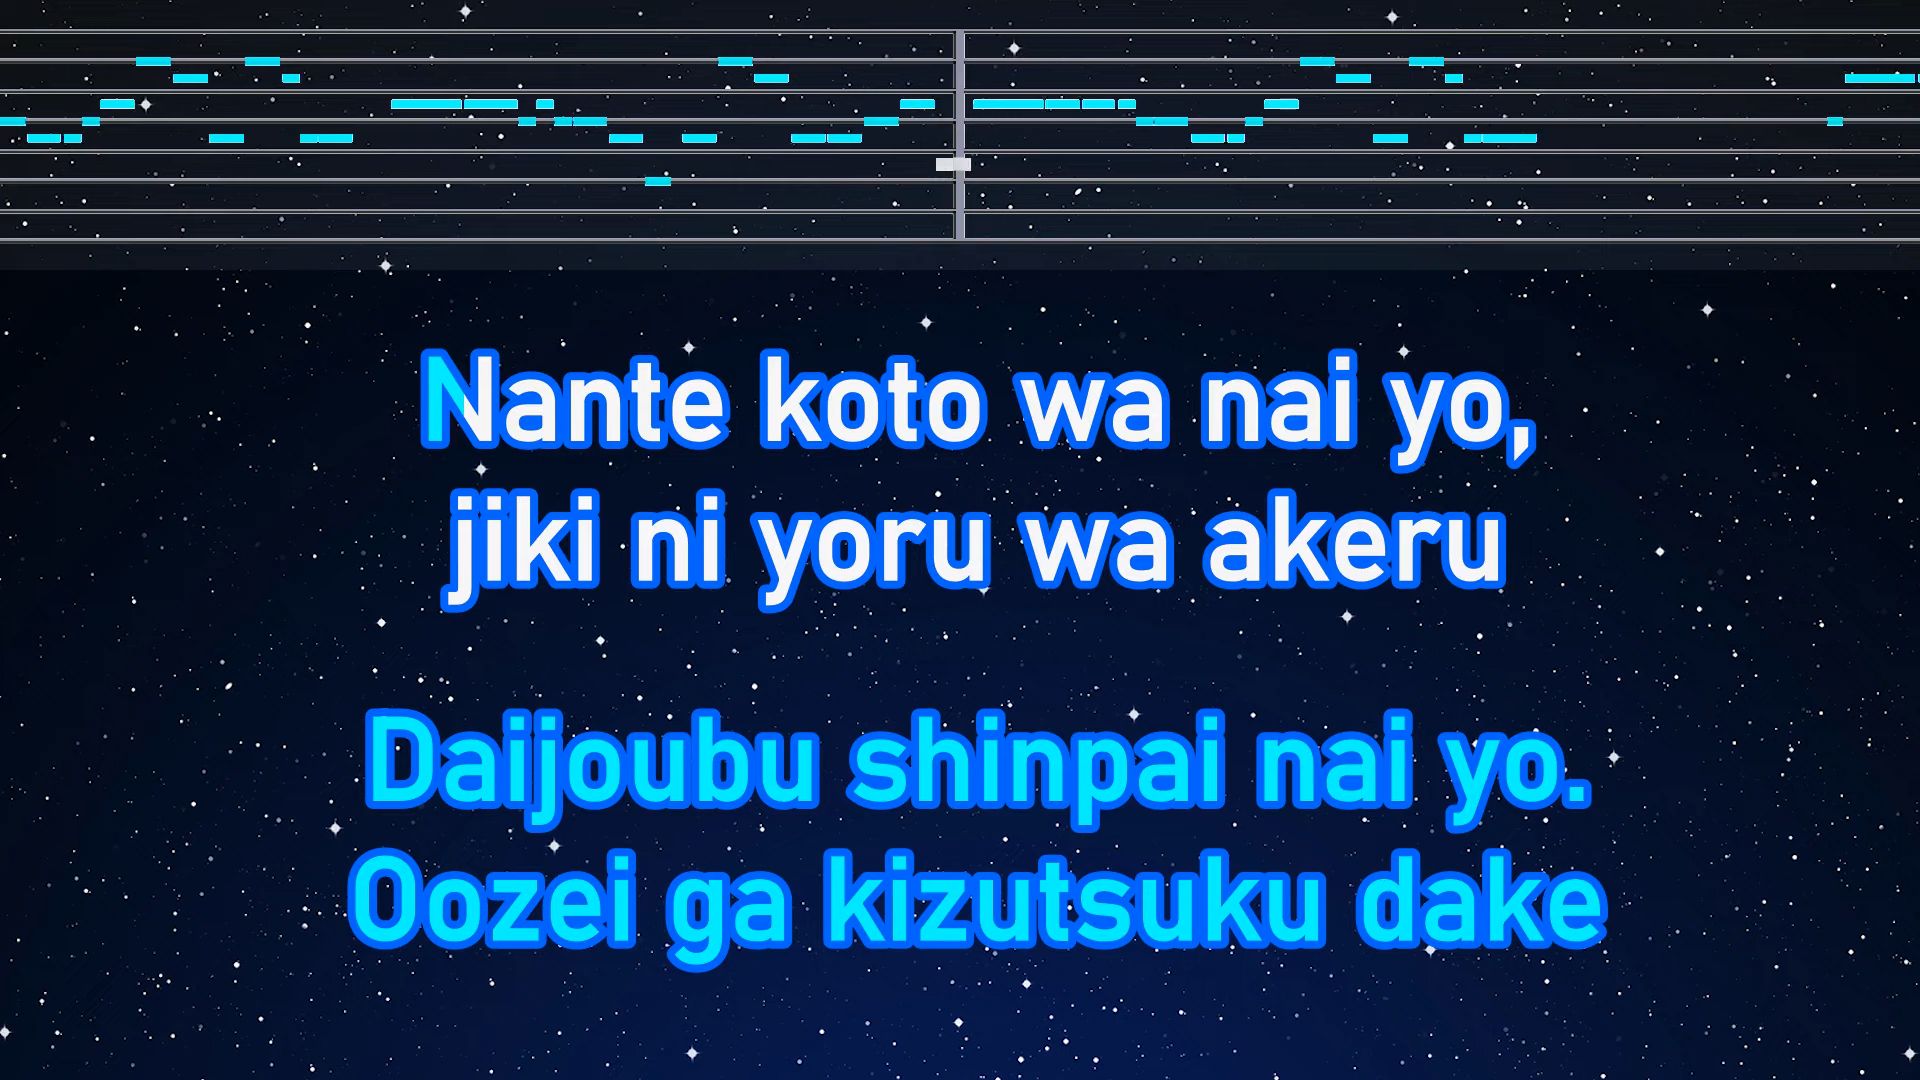 Nante koto wa nai yo,
jiki ni yoru wa akeru
Daijoubu shinpai nai yo.
Oozei ga kizutsuku dake